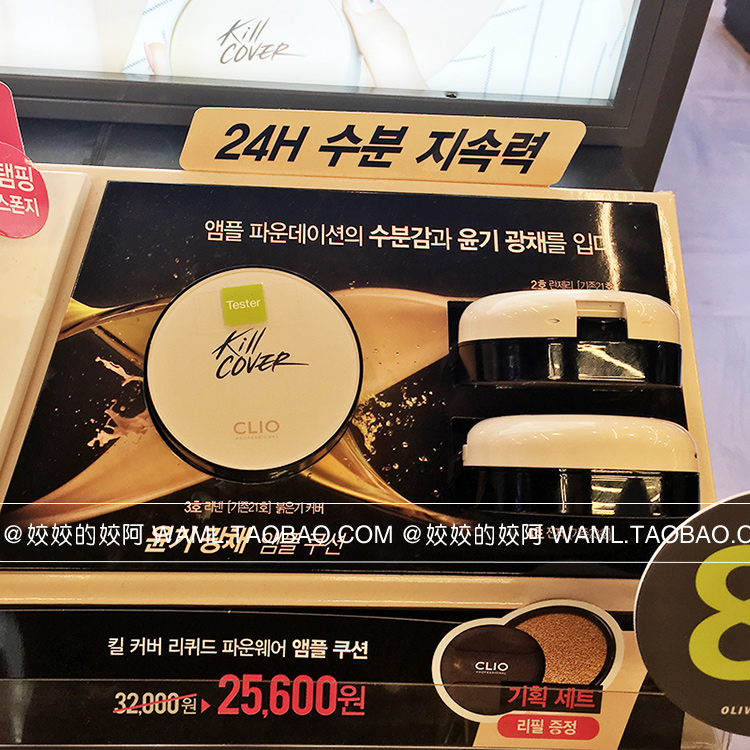 Kill
COVER
24H 수분 지속력
탬핑
스폰지
앰플 파운데이션의 수분감과 윤기 광채를 입다
2호 란제리 [기존21호]
Tester
Kill
COVER
CLIO
PROFESSIONAL
3호 리넨 [기존21호] 붉은기 커버
@姣姣的姣阿 WAML.TAOBAO.COM @姣姣的姣阿 WAML.TAOBAO.C
윤기 광채 앰플 쿠션
킬 커버 리퀴드 파운웨어 앰플 쿠션
CLIO
PROFESSIONAL
32,000원 ▶ 25,600원
기획 세트
리필 증정
8
OLIV